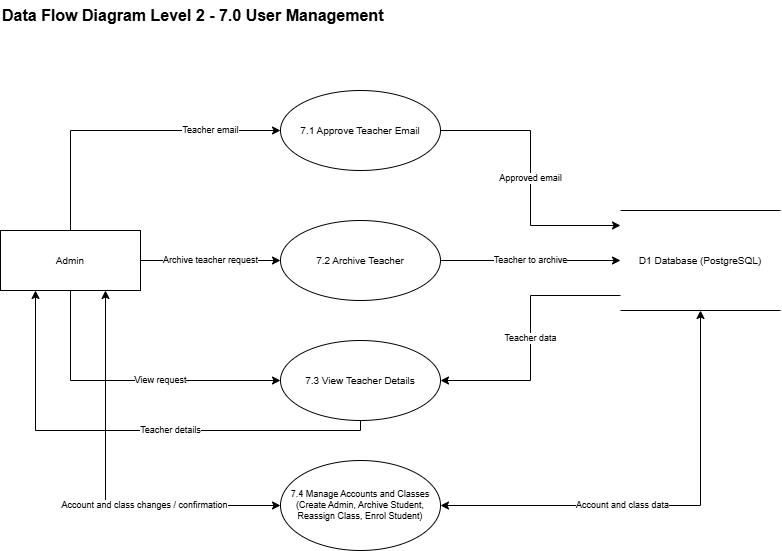 Data Flow Diagram Level 2 - 7.0 User Management
Teacher email
7.1 Approve Teacher Email
Approved email
Admin
Archive teacher request
7.2 Archive Teacher
Teacher to archive
D1 Database (PostgreSQL)
Teacher data
View request
7.3 View Teacher Details
Teacher details
7.4 Manage Accounts and Classes
(Create Admin, Archive Student,
Reassign Class, Enrol Student)
Account and class changes / confirmation
Account and class data